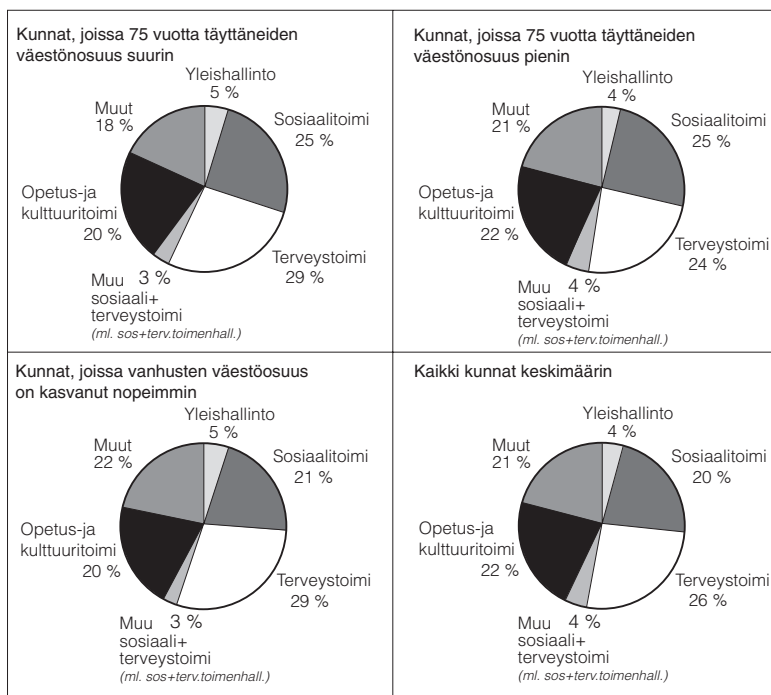 Kunnat, joissa 75 vuotta täyttäneiden
väestönosuus suurin
Yleishallinto
5 %
Muut
18 %
Sosiaalitoimi
25 %
Opetus-ja
kulttuuritoimi
20 %
Terveystoimi
29 %
Muu 3 %
sosiaali+
terveystoimi
(ml. sos+terv.toimenhall.)
Kunnat, joissa 75 vuotta täyttäneiden
väestönosuus pienin
Yleishallinto
4 %
Muut
21 %
Sosiaalitoimi
25 %
Opetus-ja
kulttuuritoimi
22 %
Terveystoimi
24 %
Muu 4 %
sosiaali+
terveystoimi
(ml. sos+terv.toimenhall.)
Kunnat, joissa vanhusten väestöosuus
on kasvanut nopeimmin
Yleishallinto
5 %
Muut
22 %
Sosiaalitoimi
21 %
Opetus-ja
kulttuuritoimi
20 %
Terveystoimi
29 %
Muu 3 %
sosiaali+
terveystoimi
(ml. sos+terv.toimenhall.)
Kaikki kunnat keskimäärin
Yleishallinto
4 %
Muut
21 %
Sosiaalitoimi
20 %
Opetus-ja
kulttuuritoimi
22 %
Terveystoimi
26 %
Muu 4 %
sosiaali+
terveystoimi
(ml. sos+terv.toimenhall.)